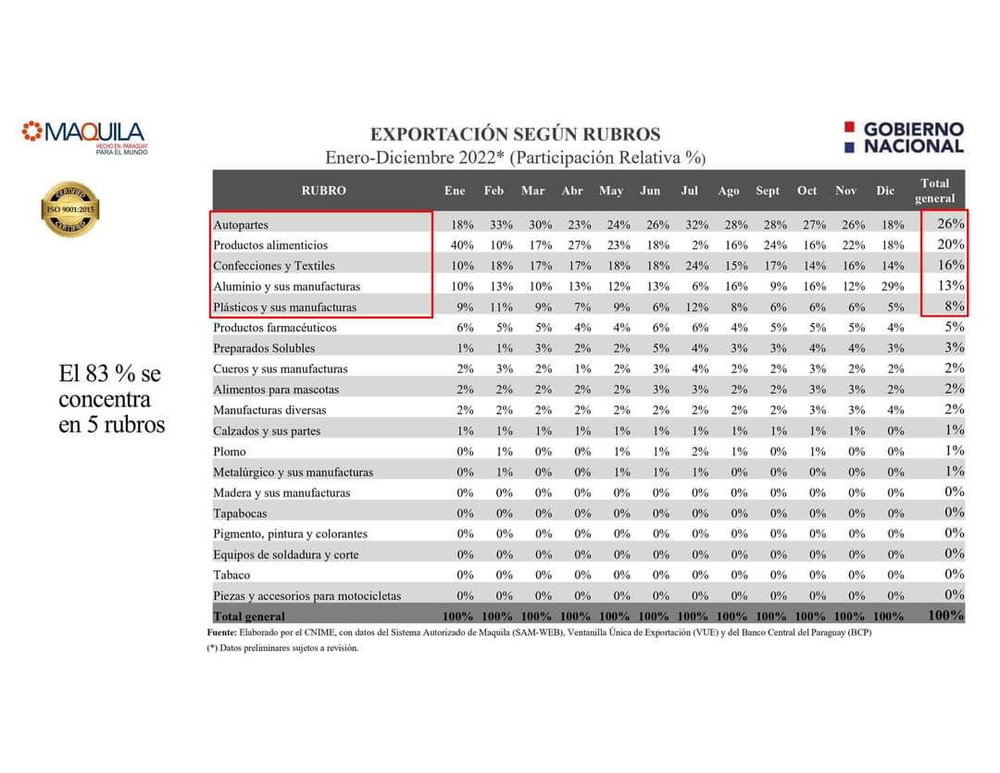 MAQUILA
HECHO EN PARAGUAY
PARA EL MUNDO
CERTIFIED
ISO 9001:2015
CERTIFIED
EXPORTACIÓN SEGÚN RUBROS
Enero-Diciembre 2022* (Participación Relativa %)
GOBIERNO
NACIONAL
El 83 % se
concentra
en 5 rubros
RUBRO Ene Feb Mar Abr May Jun Jul Ago Sept Oct Nov Dic Total general
Autopartes 18% 33% 30% 23% 24% 26% 32% 28% 28% 27% 26% 18% 26%
Productos alimenticios 40% 10% 17% 27% 23% 18% 2% 16% 24% 16% 22% 18% 20%
Confecciones y Textiles 10% 18% 17% 17% 18% 18% 24% 15% 17% 14% 16% 14% 16%
Aluminio y sus manufacturas 10% 13% 10% 13% 12% 13% 6% 16% 9% 16% 12% 29% 13%
Plásticos y sus manufacturas 9% 11% 9% 7% 9% 6% 12% 8% 6% 6% 6% 5% 8%
Productos farmacéuticos 6% 5% 5% 4% 4% 6% 6% 4% 5% 5% 5% 4% 5%
Preparados Solubles 1% 1% 3% 2% 2% 5% 4% 3% 3% 4% 4% 3% 3%
Cueros y sus manufacturas 2% 3% 2% 1% 2% 3% 4% 2% 2% 3% 2% 2% 2%
Alimentos para mascotas 2% 2% 2% 2% 2% 3% 3% 2% 2% 3% 3% 2% 2%
Manufacturas diversas 2% 2% 2% 2% 2% 2% 2% 2% 2% 3% 3% 4% 2%
Calzados y sus partes 1% 1% 1% 1% 1% 1% 1% 1% 1% 1% 1% 0% 1%
Plomo 0% 1% 0% 0% 1% 1% 2% 1% 0% 1% 0% 0% 1%
Metalúrgico y sus manufacturas 0% 1% 0% 0% 1% 1% 1% 0% 0% 0% 0% 0% 1%
Madera y sus manufacturas 0% 0% 0% 0% 0% 0% 0% 0% 0% 0% 0% 0% 0%
Tapabocas 0% 0% 0% 0% 0% 0% 0% 0% 0% 0% 0% 0% 0%
Pigmento, pintura y colorantes 0% 0% 0% 0% 0% 0% 0% 0% 0% 0% 0% 0% 0%
Equipos de soldadura y corte 0% 0% 0% 0% 0% 0% 0% 0% 0% 0% 0% 0% 0%
Tabaco 0% 0% 0% 0% 0% 0% 0% 0% 0% 0% 0% 0% 0%
Piezas y accesorios para motocicletas 0% 0% 0% 0% 0% 0% 0% 0% 0% 0% 0% 0% 0%
Total general 100% 100% 100% 100% 100% 100% 100% 100% 100% 100% 100% 100% 100%
Fuente: Elaborado por el CNIME, con datos del Sistema Autorizado de Maquila (SAM-WEB), Ventanilla Única de Exportación (VUE) y del Banco Central del Paraguay (BCP)
(*) Datos preliminares sujetos a revisión.